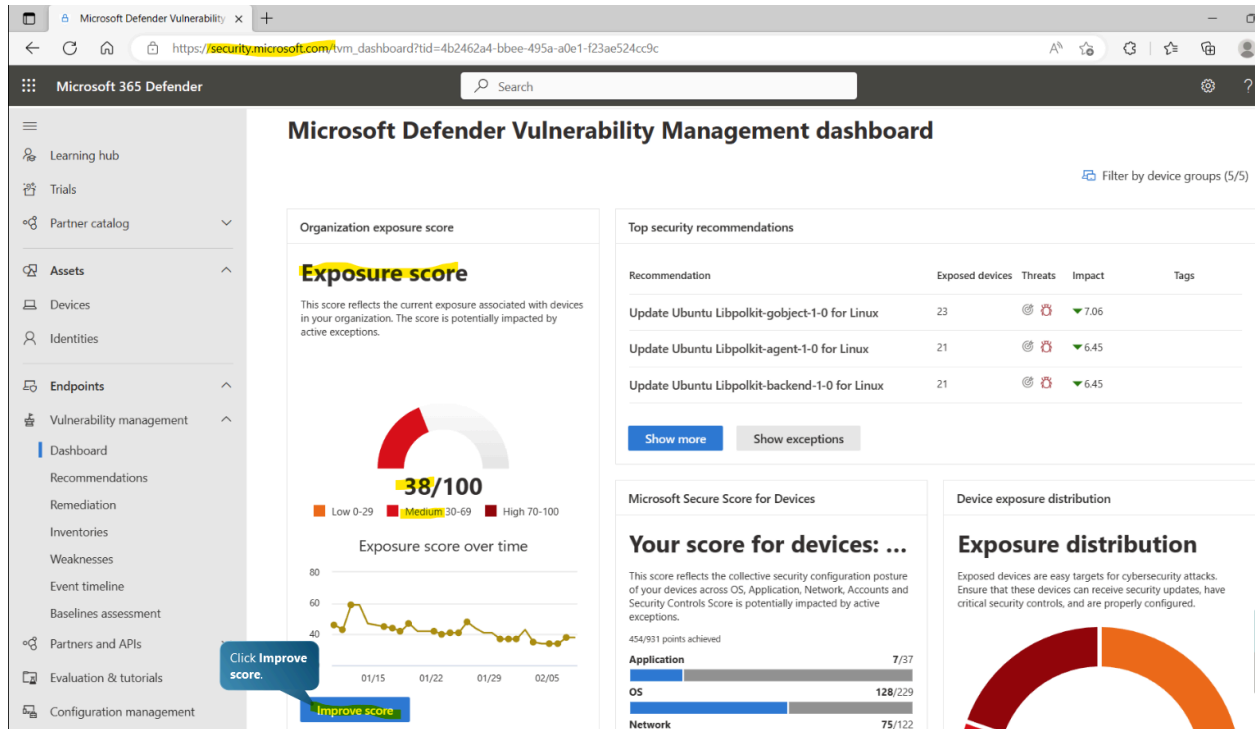 Microsoft Defender Vulnerability
https://security.microsoft.com/tvm_dashboard?tid=4b2462a4-bbee-495a-a0e1-f23ae524cc9c
Microsoft 365 Defender
Search
Learning hub
Trials
Partner catalog
Assets
Devices
Identities
Endpoints
Vulnerability management
Dashboard
Recommendations
Remediation
Inventories
Weaknesses
Event timeline
Baselines assessment
Partners and APIs
Evaluation & tutorials
Configuration management
Microsoft Defender Vulnerability Management dashboard
Filter by device groups (5/5)
Organization exposure score
Exposure score
This score reflects the current exposure associated with devices
in your organization. The score is potentially impacted by
active exceptions.
38/100
Low 0-29 Medium 30-69 High 70-100
Exposure score over time
80
60
40
01/15 01/22 01/29 02/05
Click Improve
score.
Improve score
Top security recommendations
Recommendation Exposed devices Threats Impact Tags
Update Ubuntu Libpolkit-gobject-1-0 for Linux 23 7.06
Update Ubuntu Libpolkit-agent-1-0 for Linux 21 6.45
Update Ubuntu Libpolkit-backend-1-0 for Linux 21 6.45
Show more Show exceptions
Microsoft Secure Score for Devices
Your score for devices: ...
This score reflects the collective security configuration posture
of your devices across OS, Application, Network, Accounts and
Security Controls Score is potentially impacted by active
exceptions.
454/931 points achieved
Application 7/37
OS 128/229
Network 75/122
Device exposure distribution
Exposure distribution
Exposed devices are easy targets for cybersecurity attacks.
Ensure that these devices can receive security updates, have
critical security controls, and are properly configured.